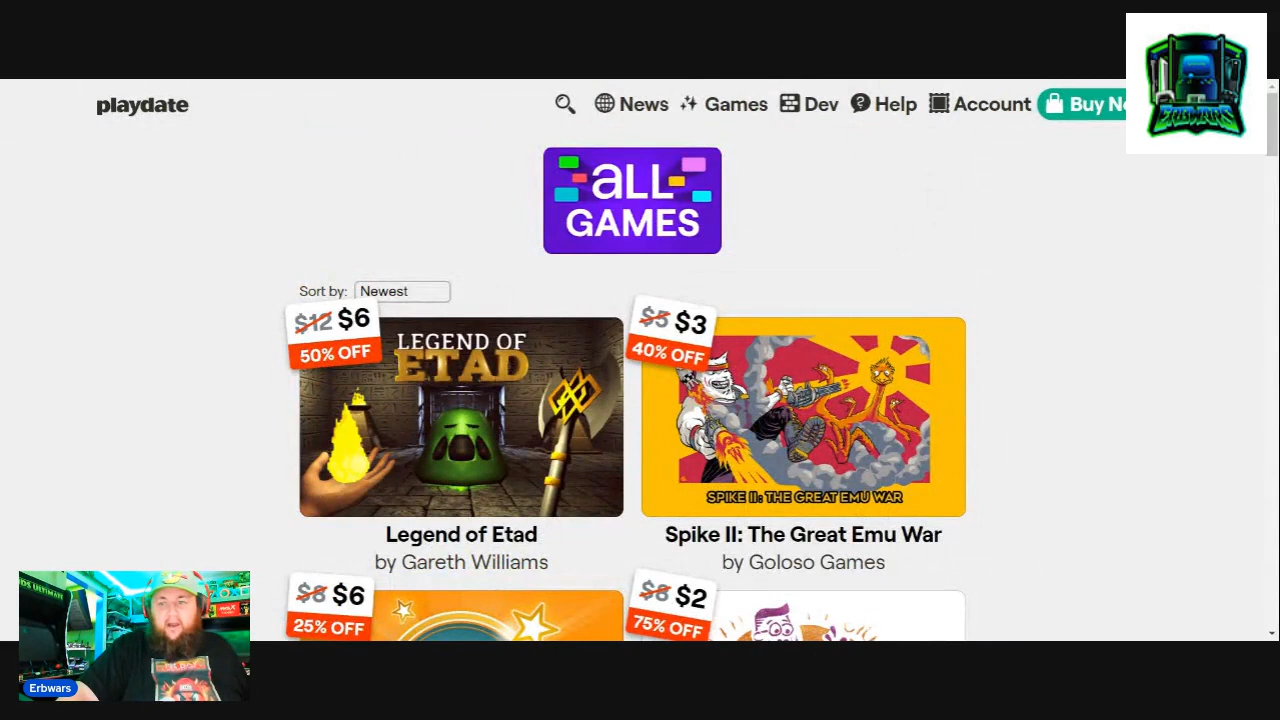 playdate
News
Games
Dev
Help
Account
Buy
ERBWARS
aLL
GAMES
Sort by:
Newest
$12 $6
50% OFF
LEGEND OF
ETAD
$5 $3
40% OFF
SPIKE II: THE GREAT EMU WAR
Legend of Etad
by Gareth Williams
Spike II: The Great Emu War
by Goloso Games
$8 $6
25% OFF
$8 $2
75% OFF
Erbwars